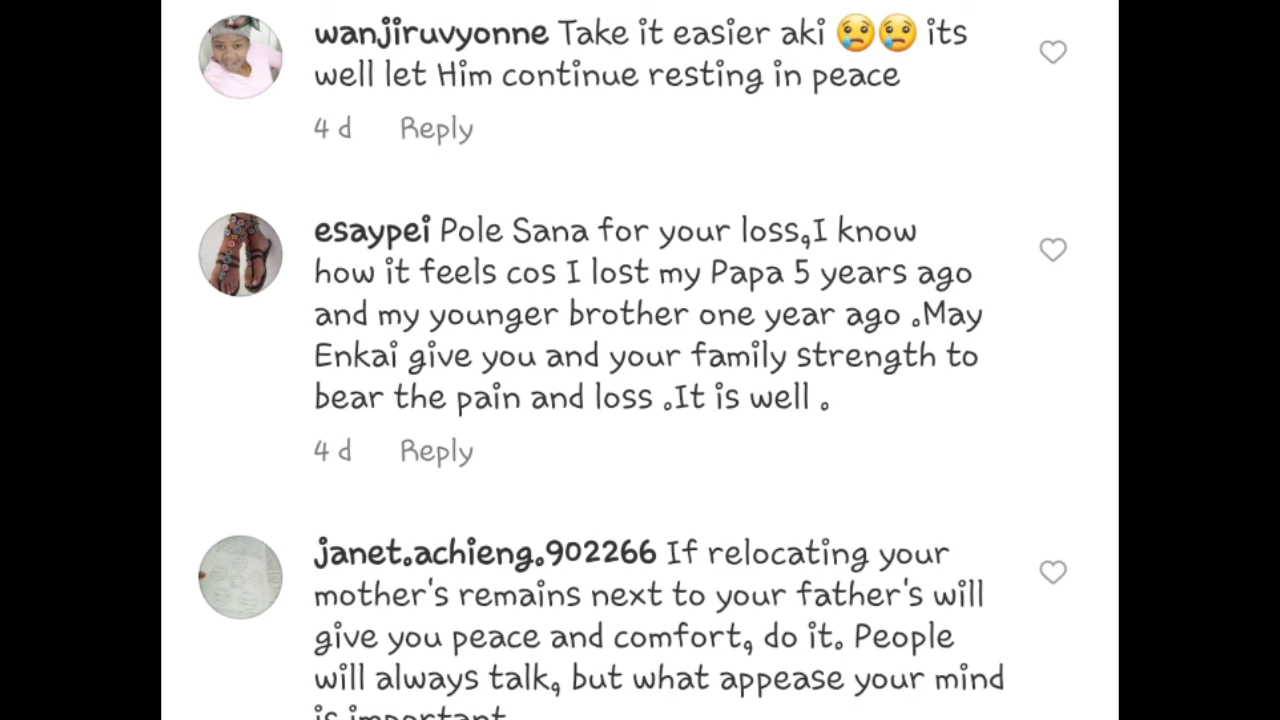 wanjiruvyonne Take it easier aki 😢😢 its
well let Him continue resting in peace
4 d Reply
esaypei Pole Sana for your loss,I know
how it feels cos I lost my Papa 5 years ago
and my younger brother one year ago .May
Enkai give you and your family strength to
bear the pain and loss .It is well .
4 d Reply
janet.achieng.902266 If relocating your
mother's remains next to your father's will
give you peace and comfort, do it. People
will always talk, but what appease your mind
is important